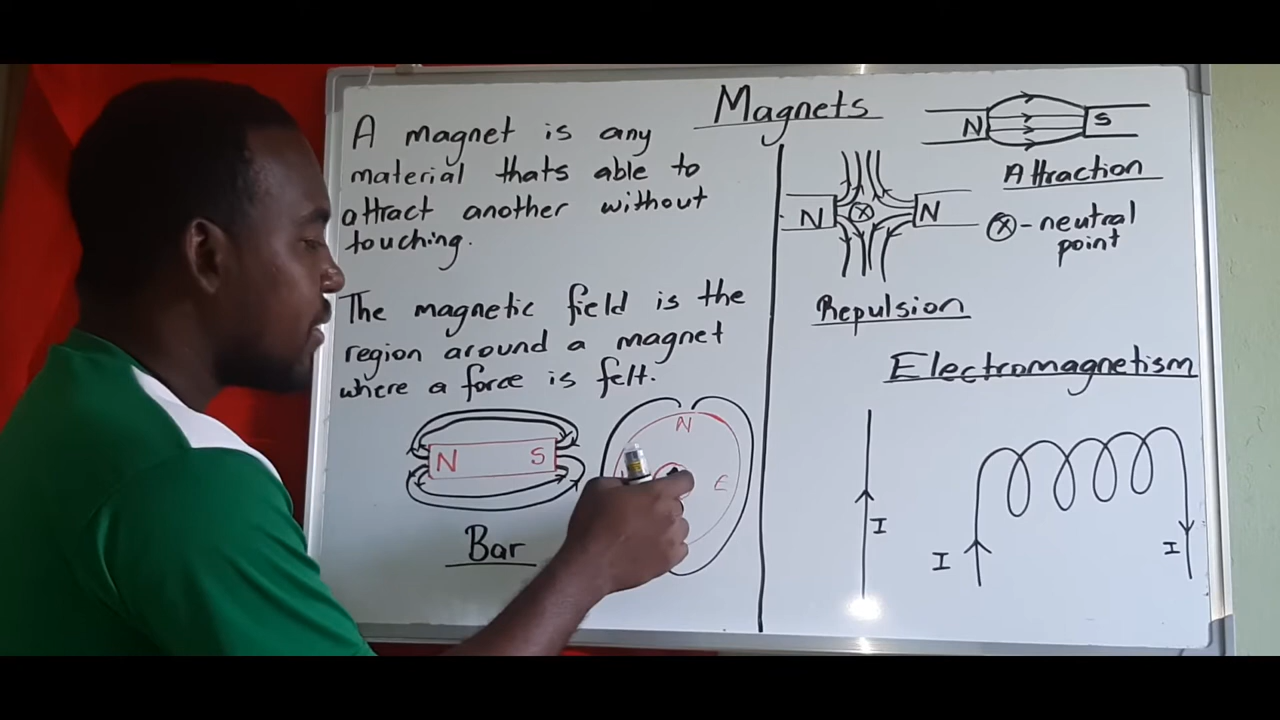 Magnets
A magnet is any
material thats able to
attract another without
touching.
The magnetic field is the
region around a magnet
where a force is felt.
N S
Bar
N
E
N S
Attraction
N N
ⓧ - neutral
point
Repulsion
Electromagnetism
I
I I